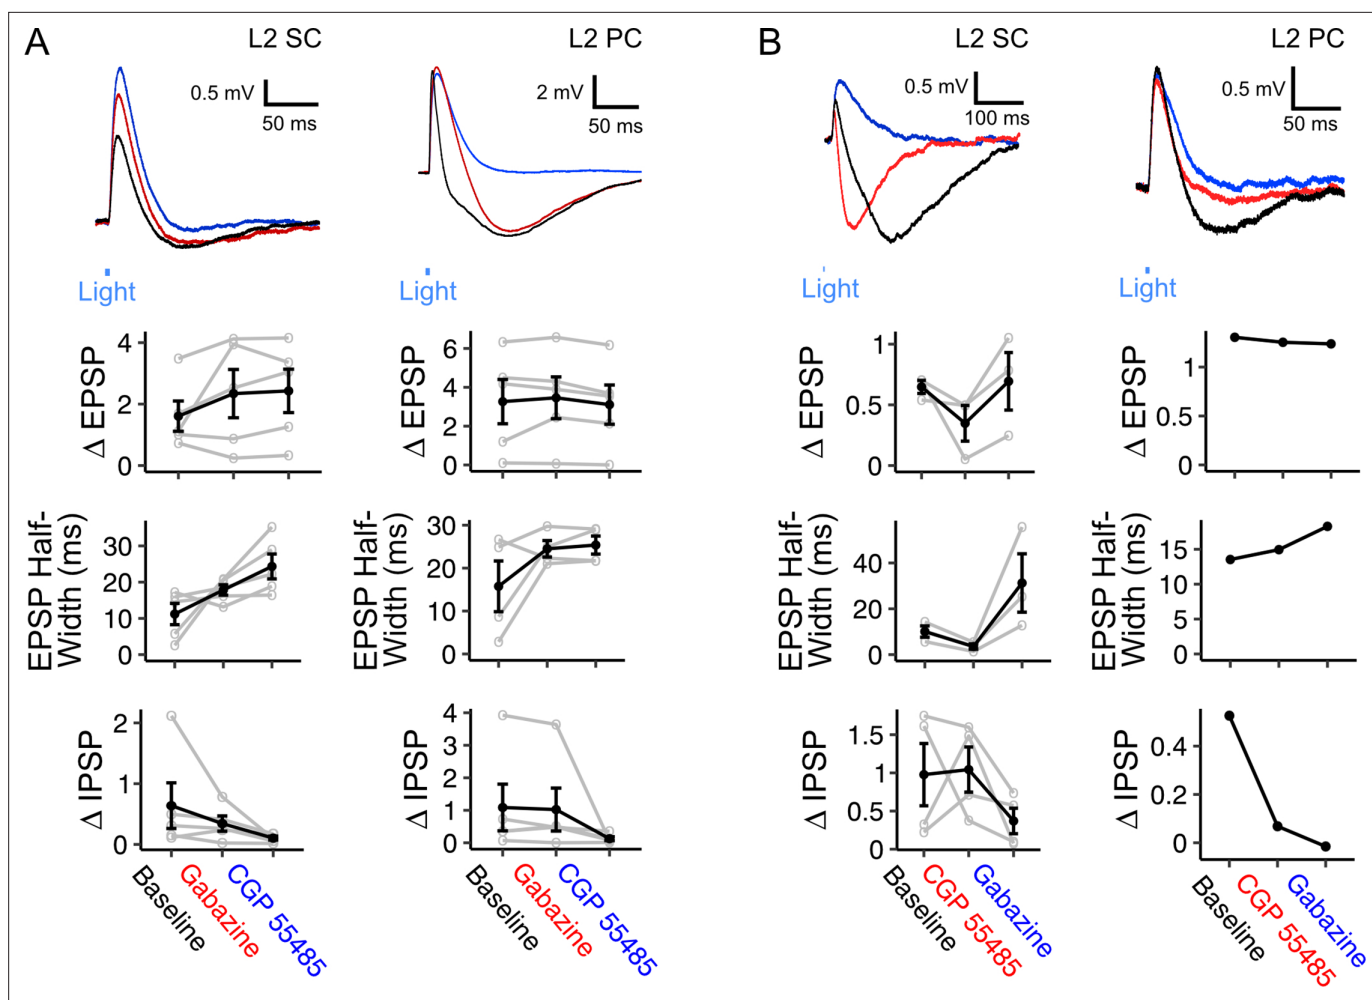 A
L2 SC
L2 PC
B
L2 SC
L2 PC
0.5 mV
50 ms
2 mV
50 ms
0.5 mV
100 ms
0.5 mV
50 ms
Light
Light
Light
Light
Δ EPSP
4
2
0
Δ EPSP
6
4
2
0
Δ EPSP
1
0.5
0
Δ EPSP
1
0.5
0
EPSP Half-
Width (ms)
30
20
10
0
EPSP Half-
Width (ms)
30
20
10
0
EPSP Half-
Width (ms)
40
20
0
EPSP Half-
Width (ms)
15
10
5
0
Δ IPSP
2
1
0
Δ IPSP
4
3
2
1
0
Δ IPSP
1.5
1
0.5
0
Δ IPSP
0.4
0.2
0
Baseline
Gabazine
CGP 55485
Baseline
Gabazine
CGP 55485
Baseline
CGP 55485
Gabazine
Baseline
CGP 55485
Gabazine